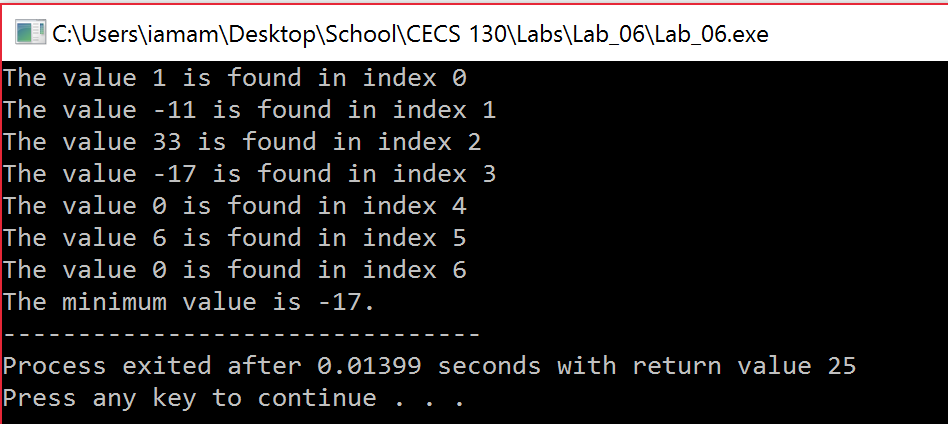 C:\Users\iamam\Desktop\School\CECS 130\Labs\Lab_06\Lab_06.exe
The value 1 is found in index 0
The value -11 is found in index 1
The value 33 is found in index 2
The value -17 is found in index 3
The value 0 is found in index 4
The value 6 is found in index 5
The value 0 is found in index 6
The minimum value is -17.
--------------------------------
Process exited after 0.01399 seconds with return value 25
Press any key to continue . . .